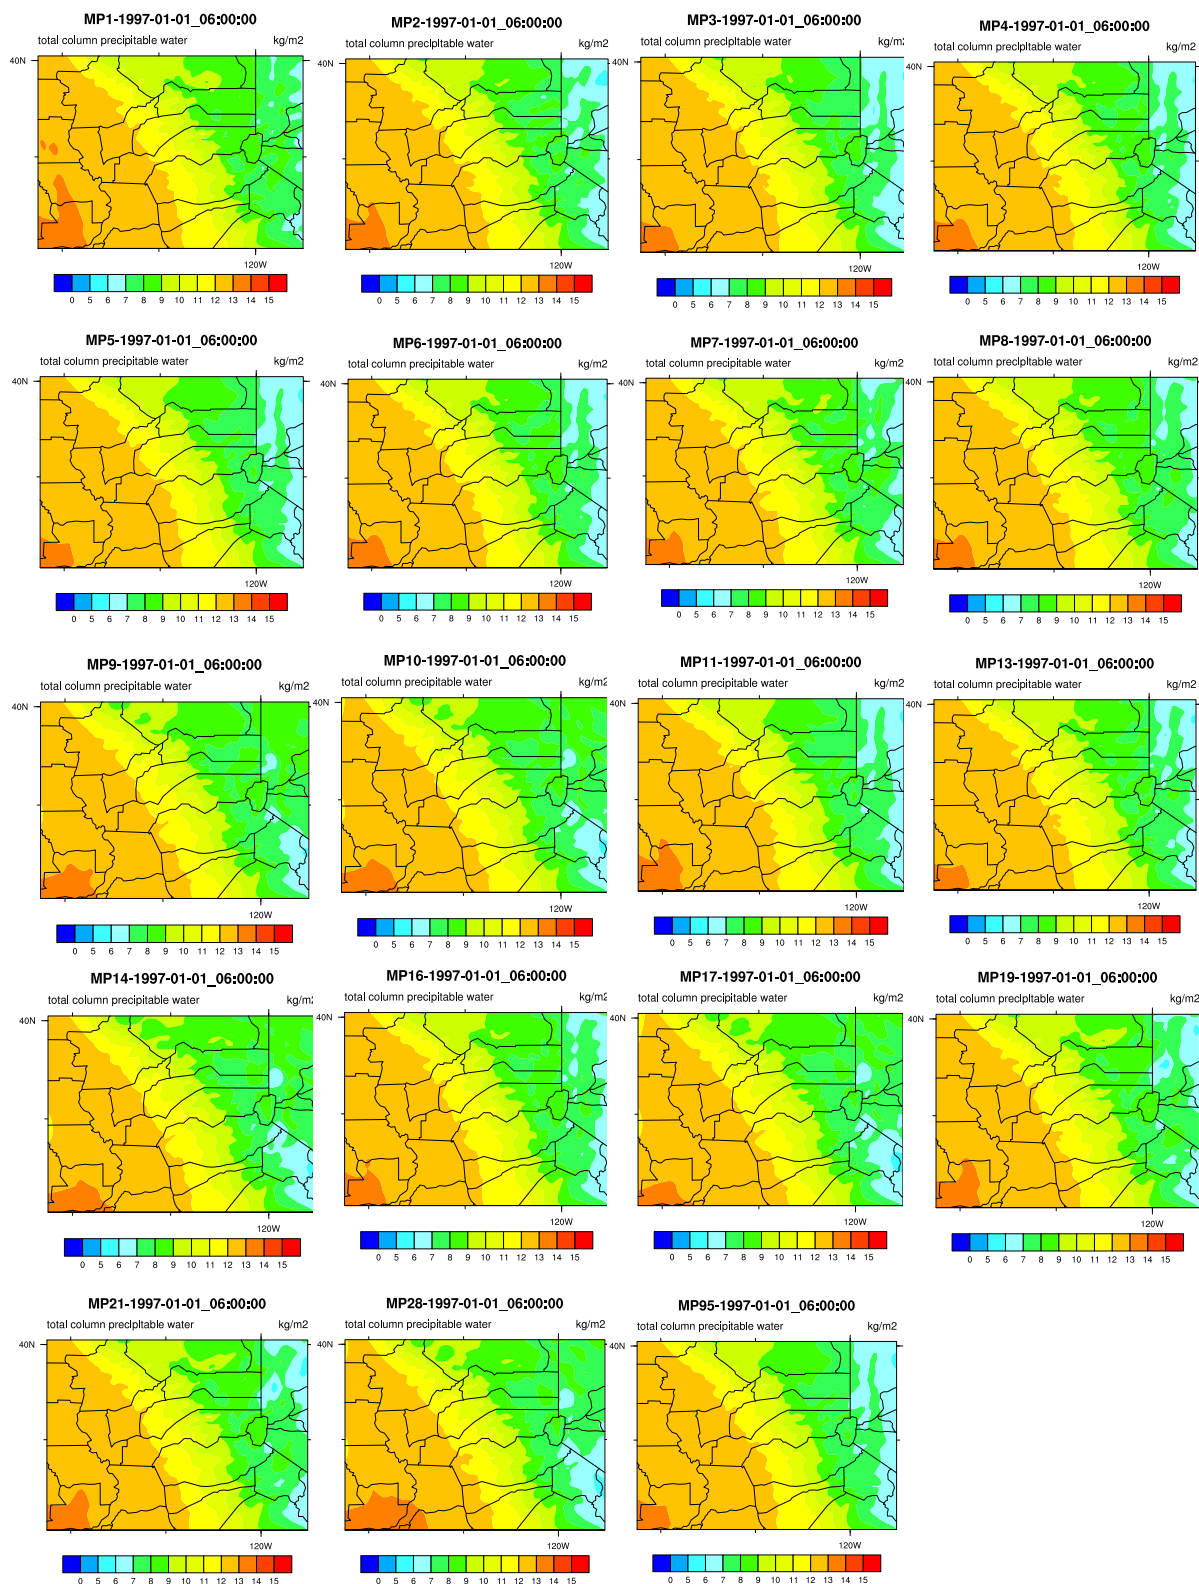 MP1-1997-01-01_06:00:00
total column precipitable water kg/m2
40N
120W
0 5 6 7 8 9 10 11 12 13 14 15
MP2-1997-01-01_06:00:00
total column precipitable water kg/m2
40N
120W
0 5 6 7 8 9 10 11 12 13 14 15
MP3-1997-01-01_06:00:00
total column precipitable water kg/m2
40N
120W
0 5 6 7 8 9 10 11 12 13 14 15
MP4-1997-01-01_06:00:00
total column precipitable water kg/m2
40N
120W
0 5 6 7 8 9 10 11 12 13 14 15
MP5-1997-01-01_06:00:00
total column precipitable water kg/m2
40N
120W
0 5 6 7 8 9 10 11 12 13 14 15
MP6-1997-01-01_06:00:00
total column precipitable water kg/m2
40N
120W
0 5 6 7 8 9 10 11 12 13 14 15
MP7-1997-01-01_06:00:00
total column precipitable water kg/m2
40N
120W
0 5 6 7 8 9 10 11 12 13 14 15
MP8-1997-01-01_06:00:00
total column precipitable water kg/m2
40N
120W
0 5 6 7 8 9 10 11 12 13 14 15
MP9-1997-01-01_06:00:00
total column precipitable water kg/m2
40N
120W
0 5 6 7 8 9 10 11 12 13 14 15
MP10-1997-01-01_06:00:00
total column precipitable water kg/m2
40N
120W
0 5 6 7 8 9 10 11 12 13 14 15
MP11-1997-01-01_06:00:00
total column precipitable water kg/m2
40N
120W
0 5 6 7 8 9 10 11 12 13 14 15
MP13-1997-01-01_06:00:00
total column precipitable water kg/m2
40N
120W
0 5 6 7 8 9 10 11 12 13 14 15
MP14-1997-01-01_06:00:00
total column precipitable water kg/m2
40N
120W
0 5 6 7 8 9 10 11 12 13 14 15
MP16-1997-01-01_06:00:00
total column precipitable water kg/m2
40N
120W
0 5 6 7 8 9 10 11 12 13 14 15
MP17-1997-01-01_06:00:00
total column precipitable water kg/m2
40N
120W
0 5 6 7 8 9 10 11 12 13 14 15
MP19-1997-01-01_06:00:00
total column precipitable water kg/m2
40N
120W
0 5 6 7 8 9 10 11 12 13 14 15
MP21-1997-01-01_06:00:00
total column precipitable water kg/m2
40N
120W
0 5 6 7 8 9 10 11 12 13 14 15
MP28-1997-01-01_06:00:00
total column precipitable water kg/m2
40N
120W
0 5 6 7 8 9 10 11 12 13 14 15
MP95-1997-01-01_06:00:00
total column precipitable water kg/m2
40N
120W
0 5 6 7 8 9 10 11 12 13 14 15